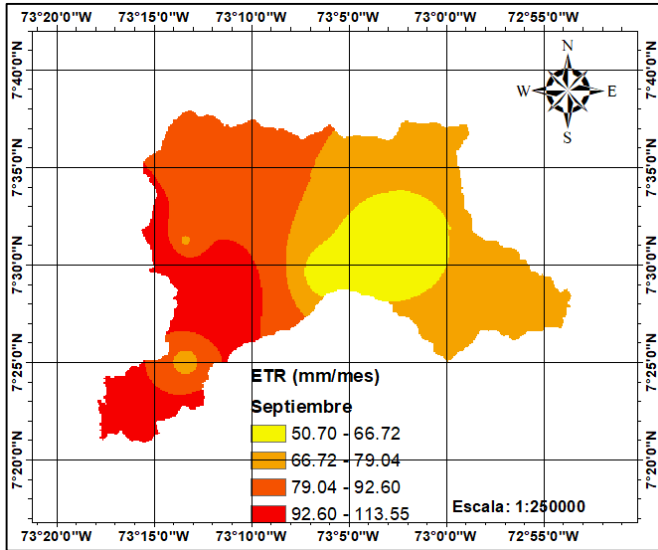 73°20'0"W 73°15'0"W 73°10'0"W 73°5'0"W 73°0'0"W 72°55'0"W
7°40'0"N 7°40'0"N
N
W E
S
7°35'0"N 7°35'0"N
7°30'0"N 7°30'0"N
7°25'0"N 7°25'0"N
ETR (mm/mes)
Septiembre
50.70 - 66.72
66.72 - 79.04
7°20'0"N 7°20'0"N
79.04 - 92.60
92.60 - 113.55
Escala: 1:250000
73°20'0"W 73°15'0"W 73°10'0"W 73°5'0"W 73°0'0"W 72°55'0"W